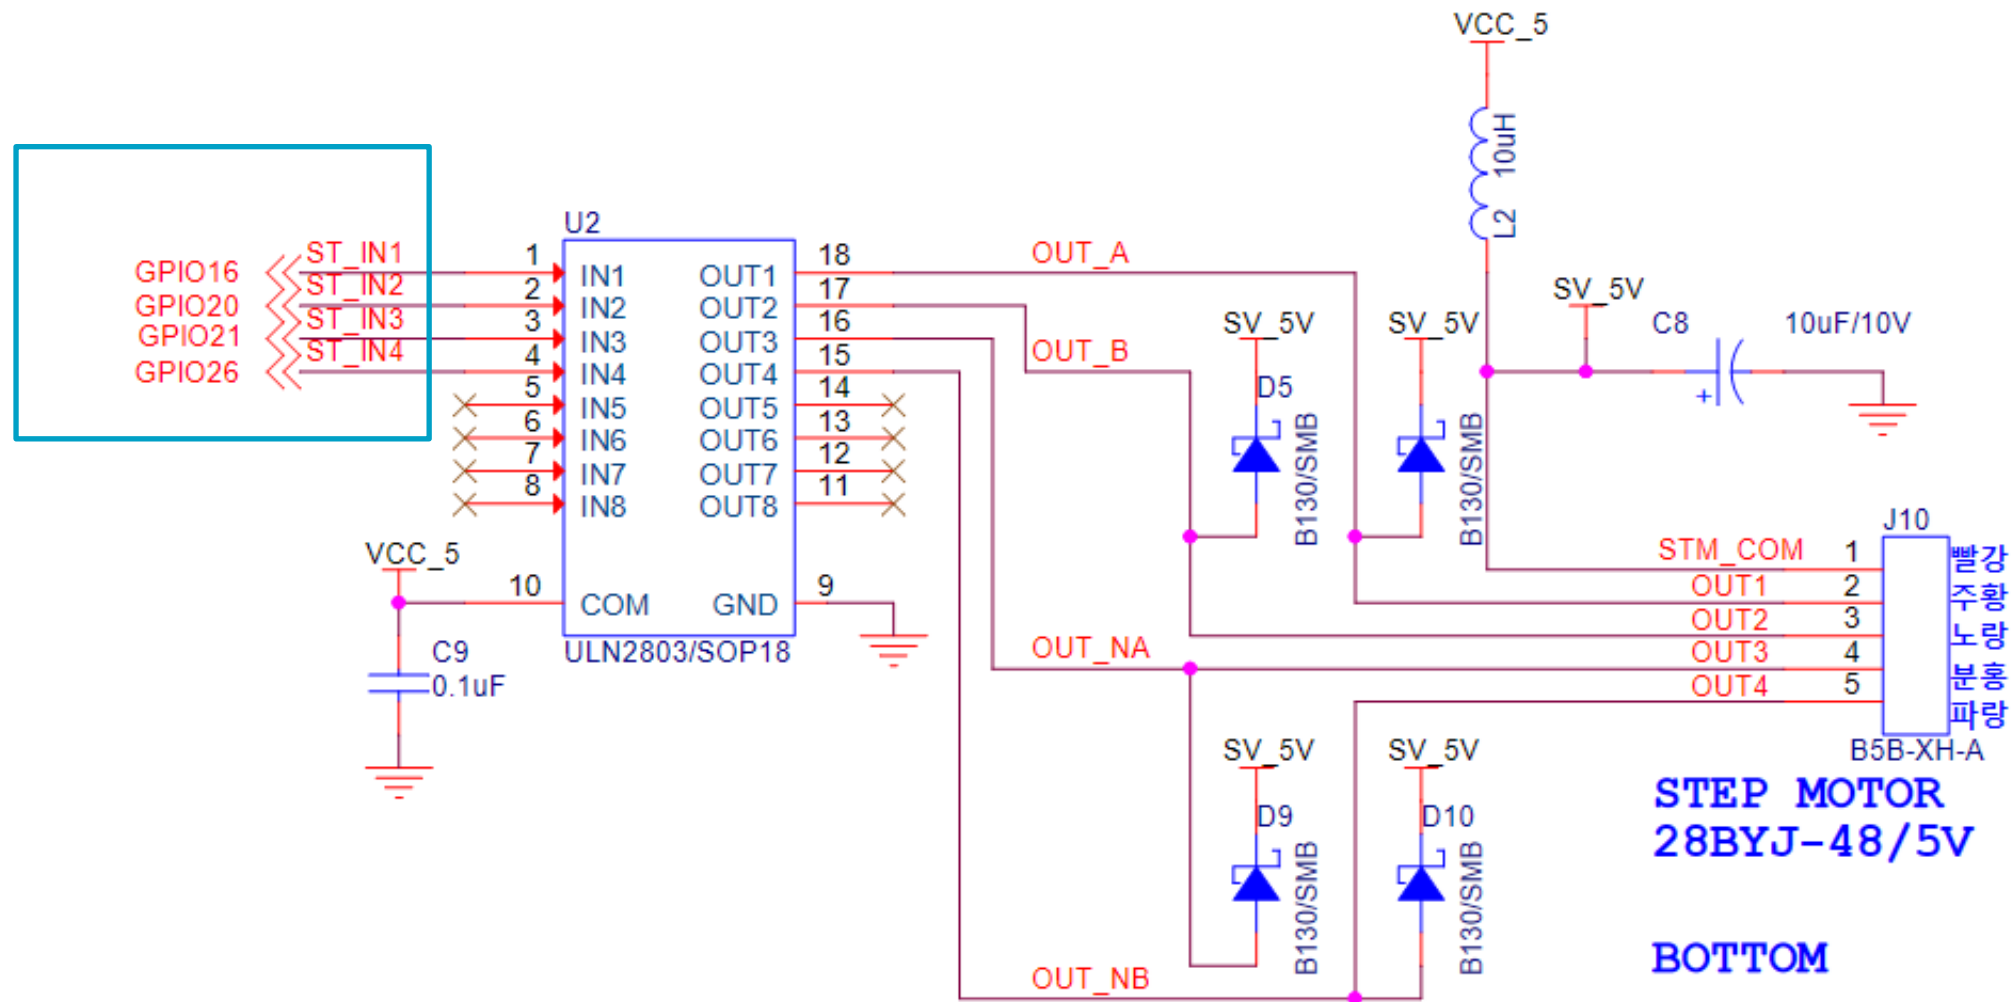 VCC_5
10uH
L2
U2
GPIO16 ST_IN1 1 IN1 OUT1 18 OUT_A
GPIO20 ST_IN2 2 IN2 OUT2 17
GPIO21 ST_IN3 3 IN3 OUT3 16
GPIO26 ST_IN4 4 IN4 OUT4 15 OUT_B
5 IN5 OUT5 14
6 IN6 OUT6 13
7 IN7 OUT7 12
8 IN8 OUT8 11
VCC_5
10 COM GND 9
ULN2803/SOP18
C9
0.1uF
SV_5V
D5
B130/SMB
SV_5V
B130/SMB
SV_5V
C8 10uF/10V
+
J10
STM_COM 1 빨강
OUT1 2 주황
OUT2 3 노랑
OUT_NA OUT3 4 분홍
OUT4 5 파랑
B5B-XH-A
SV_5V
D9
B130/SMB
SV_5V
D10
B130/SMB
OUT_NB
STEP MOTOR
28BYJ-48/5V
BOTTOM